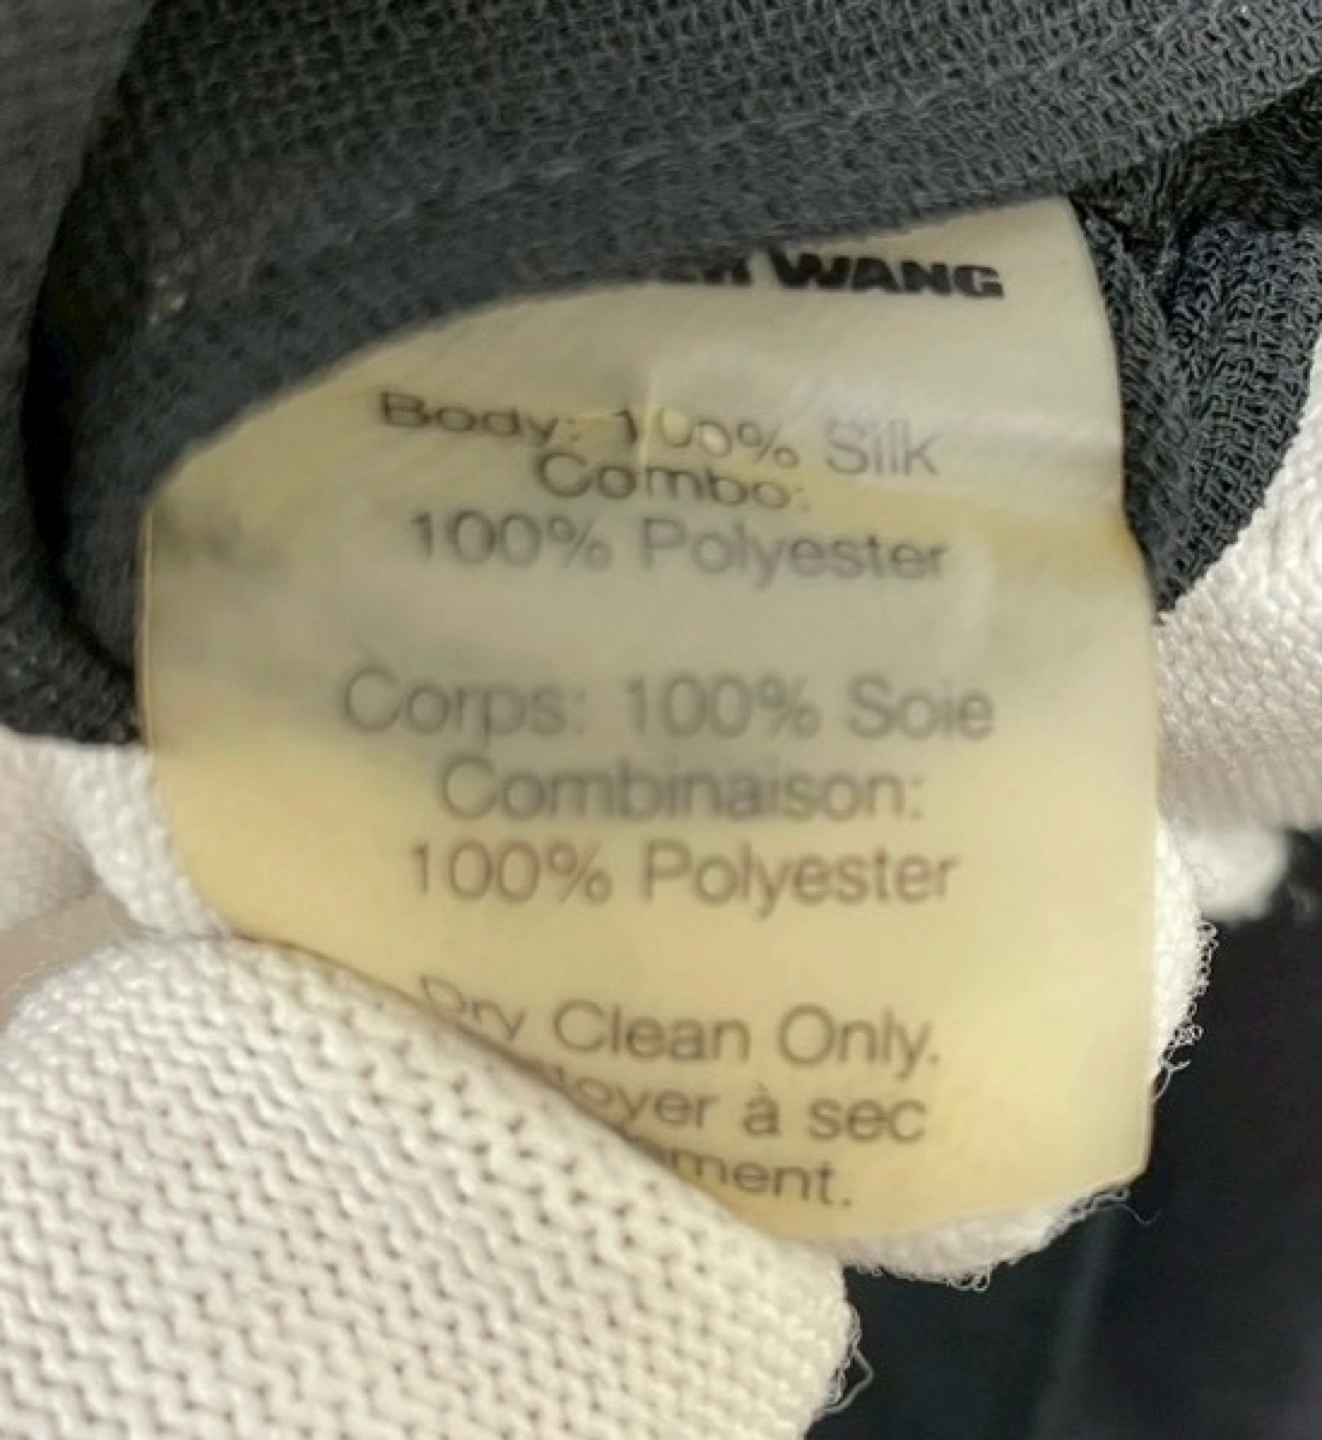 WANG
Body: 100% Silk
Combo:
100% Polyester
Corps: 100% Soie
Combinaison:
100% Polyester
Dry Clean Only.
à sec